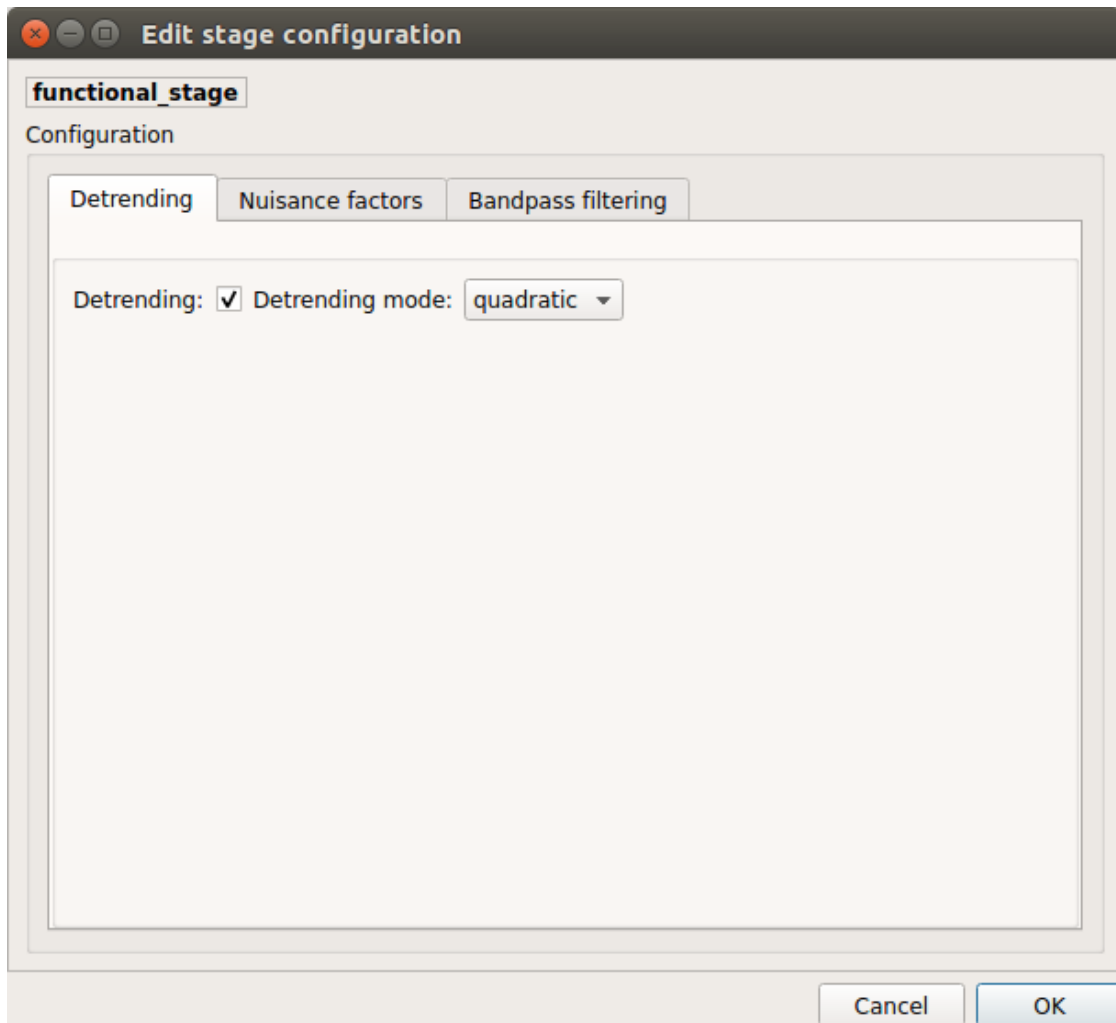 Edit stage configuration
functional_stage
Configuration
Detrending Nuisance factors Bandpass filtering
Detrending: Detrending mode: quadratic
Cancel OK